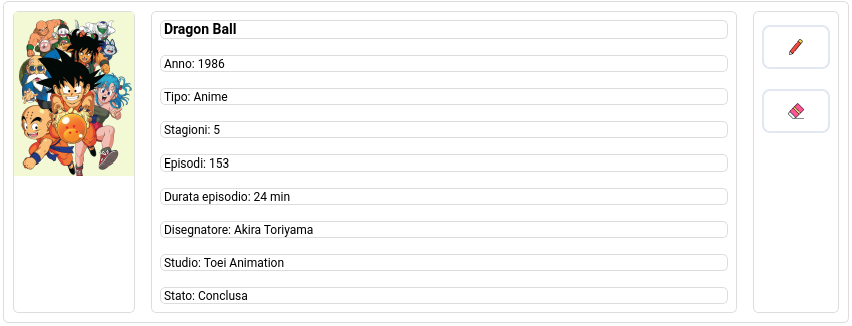 Dragon Ball
Anno: 1986
Tipo: Anime
Stagioni: 5
Episodi: 153
Durata episodio: 24 min
Disegnatore: Akira Toriyama
Studio: Toei Animation
Stato: Conclusa